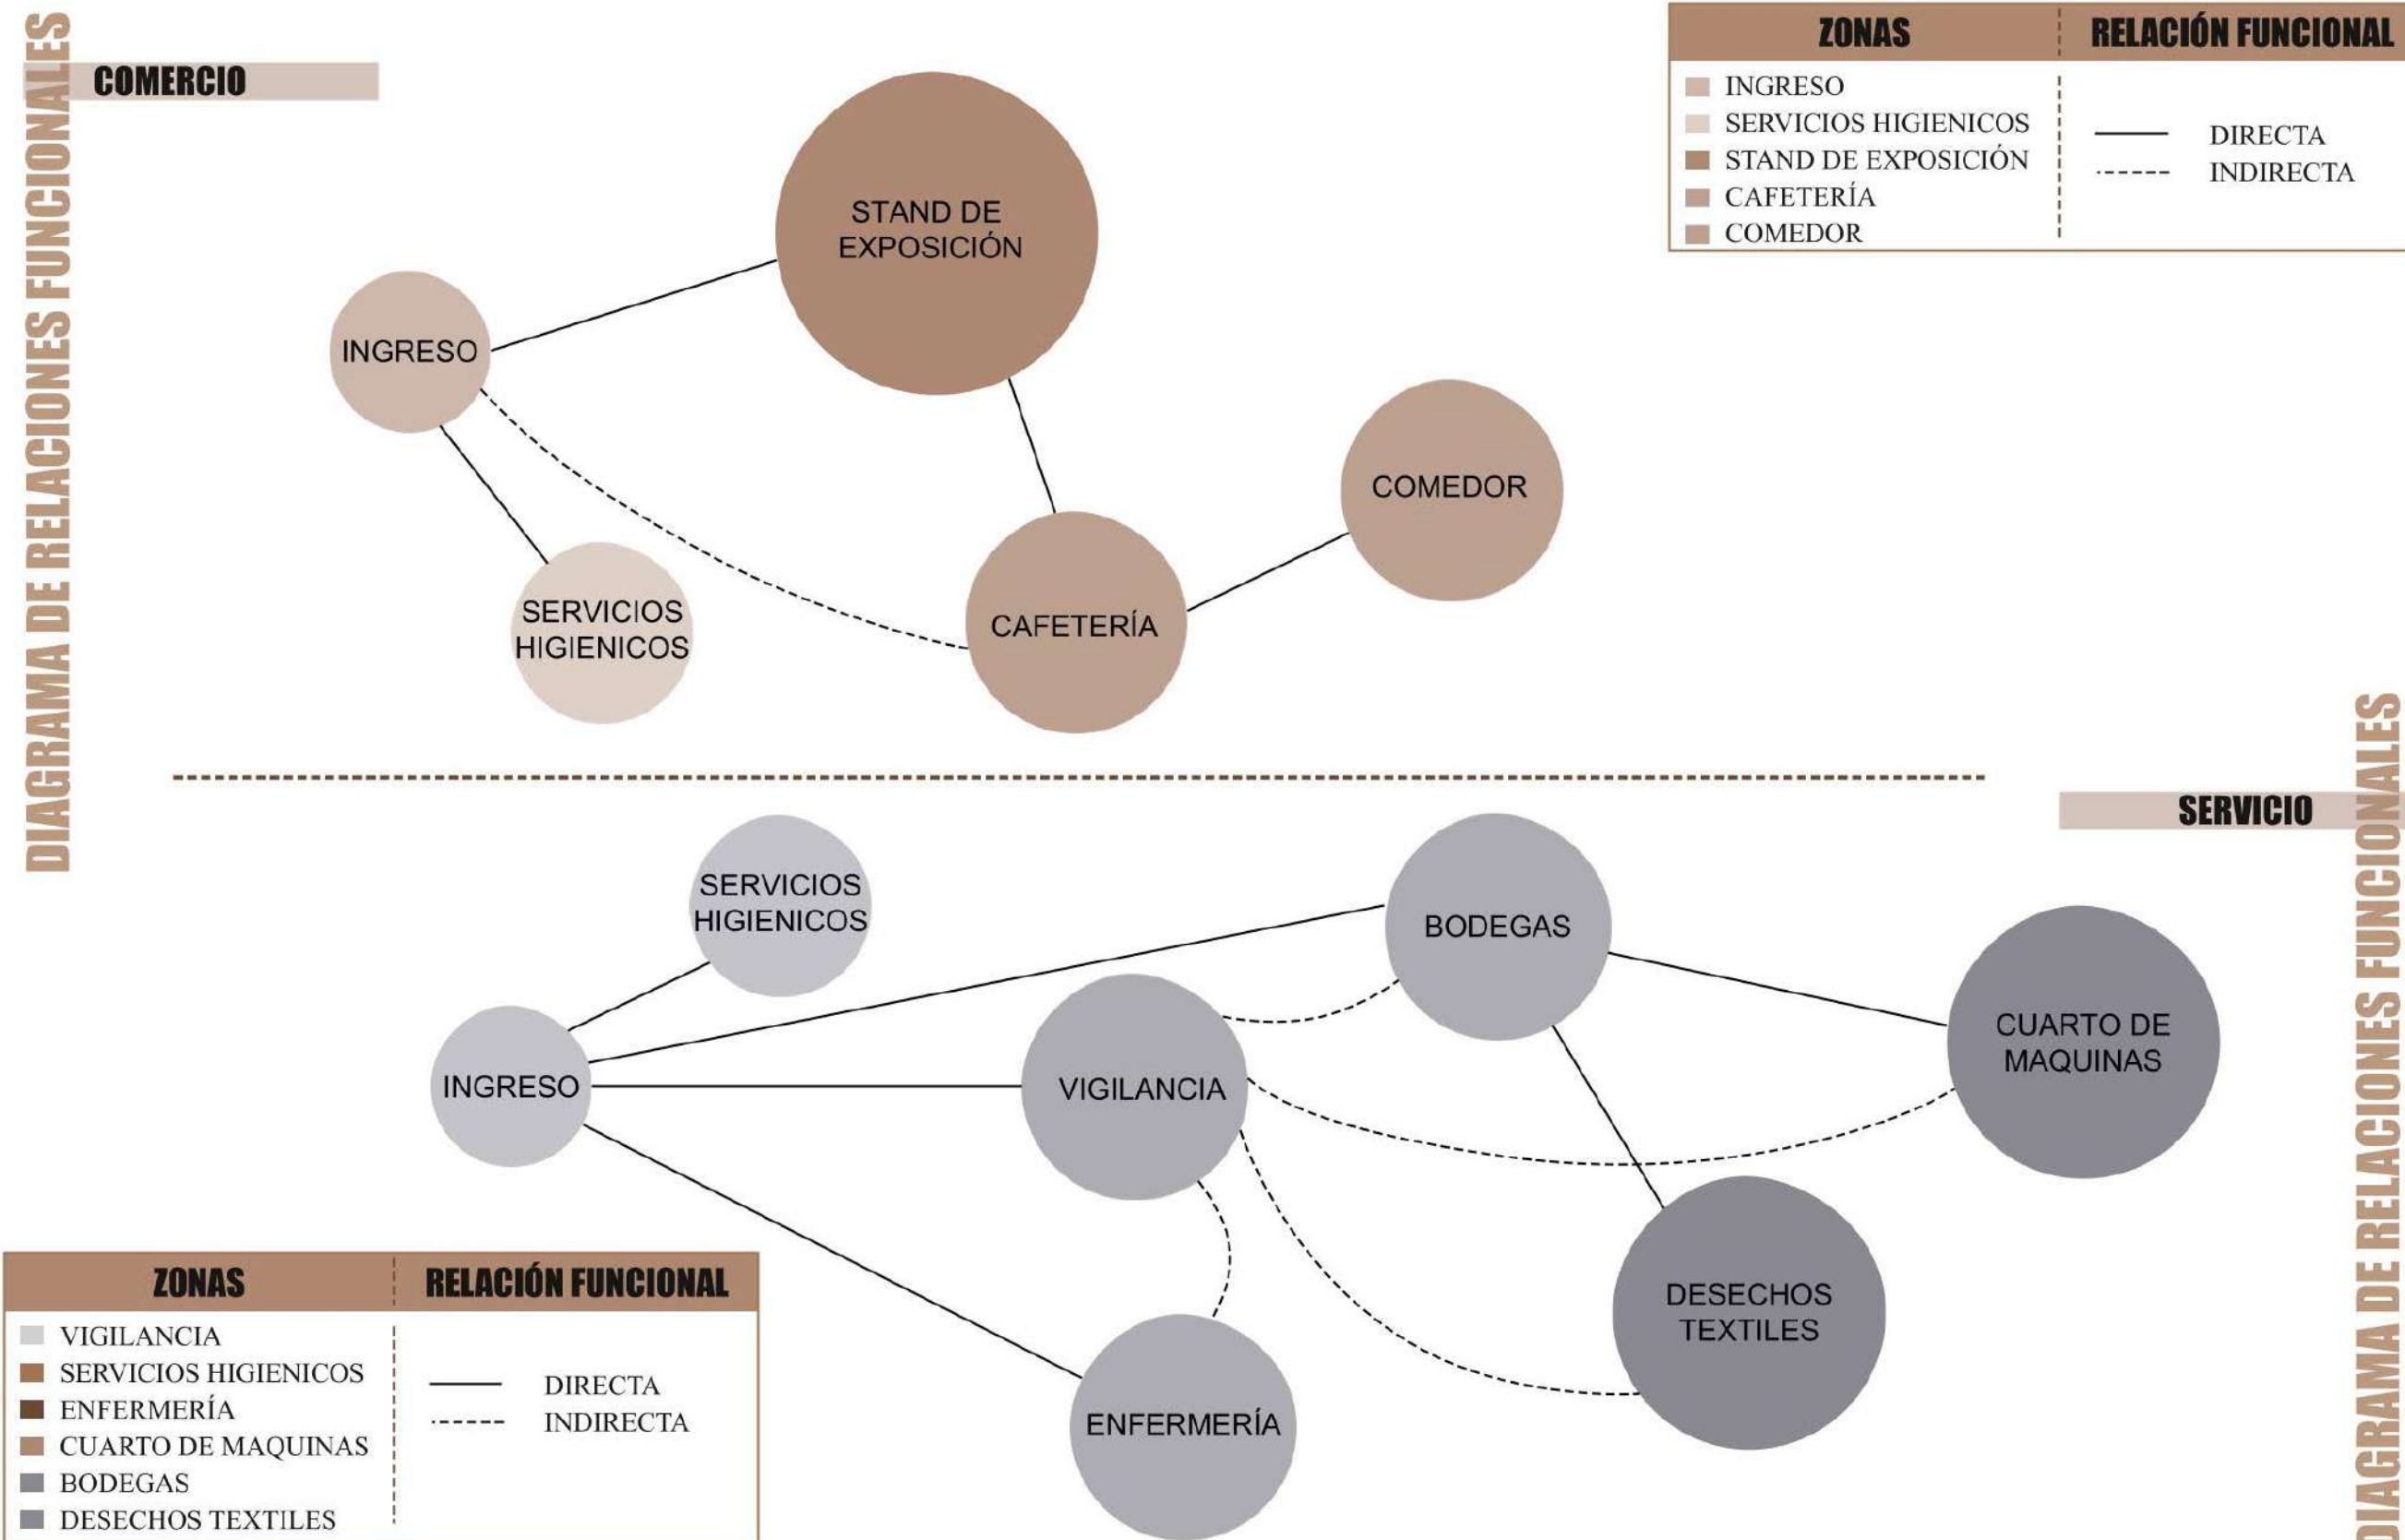 DIAGRAMA DE RELACIONES FUNCIONALES
COMERCIO
ZONAS
RELACIÓN FUNCIONAL
INGRESO
SERVICIOS HIGIENICOS
STAND DE EXPOSICIÓN
CAFETERÍA
COMEDOR
DIRECTA
INDIRECTA
STAND DE
EXPOSICIÓN
INGRESO
COMEDOR
SERVICIOS
HIGIENICOS
CAFETERÍA
DIAGRAMA DE RELACIONES FUNCIONALES
SERVICIO
SERVICIOS
HIGIENICOS
BODEGAS
CUARTO DE
MAQUINAS
INGRESO
VIGILANCIA
DESECHOS
TEXTILES
ENFERMERÍA
ZONAS
RELACIÓN FUNCIONAL
VIGILANCIA
SERVICIOS HIGIENICOS
ENFERMERÍA
CUARTO DE MAQUINAS
BODEGAS
DESECHOS TEXTILES
DIRECTA
INDIRECTA